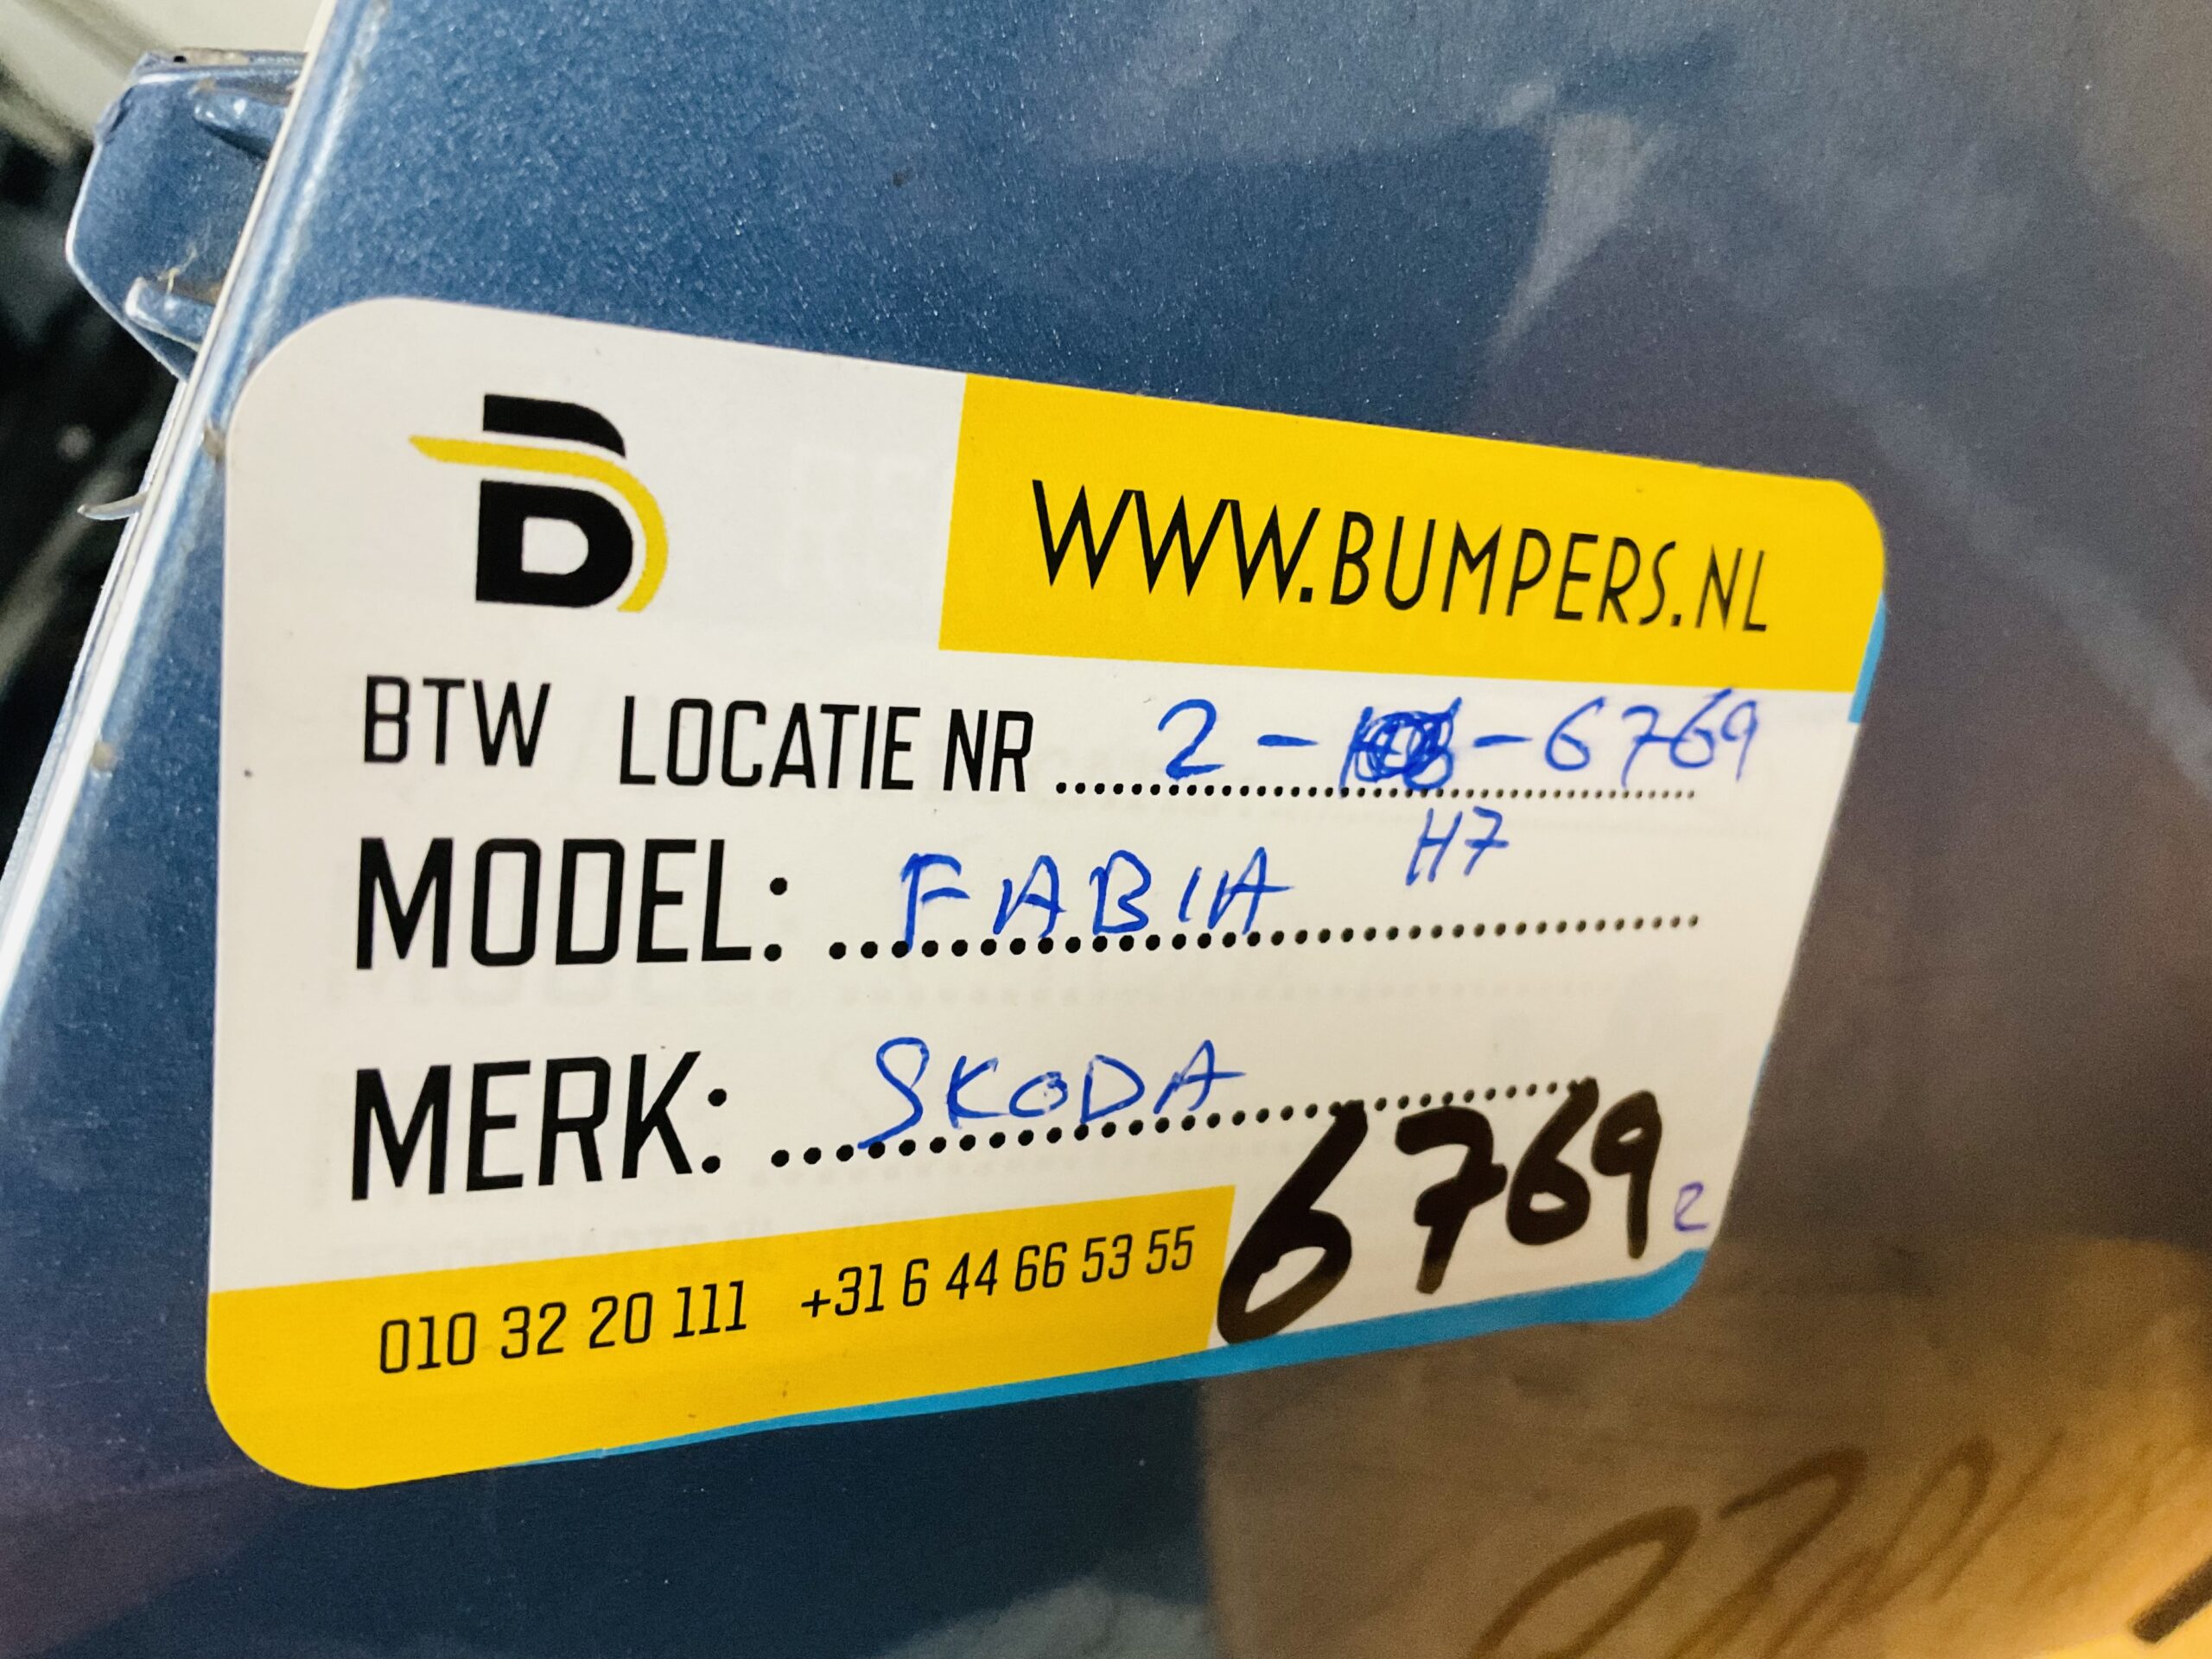 B
WWW.BUMPERS.NL
BTW LOCATIE NR 2 - - 6769
H7
MODEL: FABIA
MERK: SKODA
6769 2
010 32 20 111 +31 6 44 66 53 55